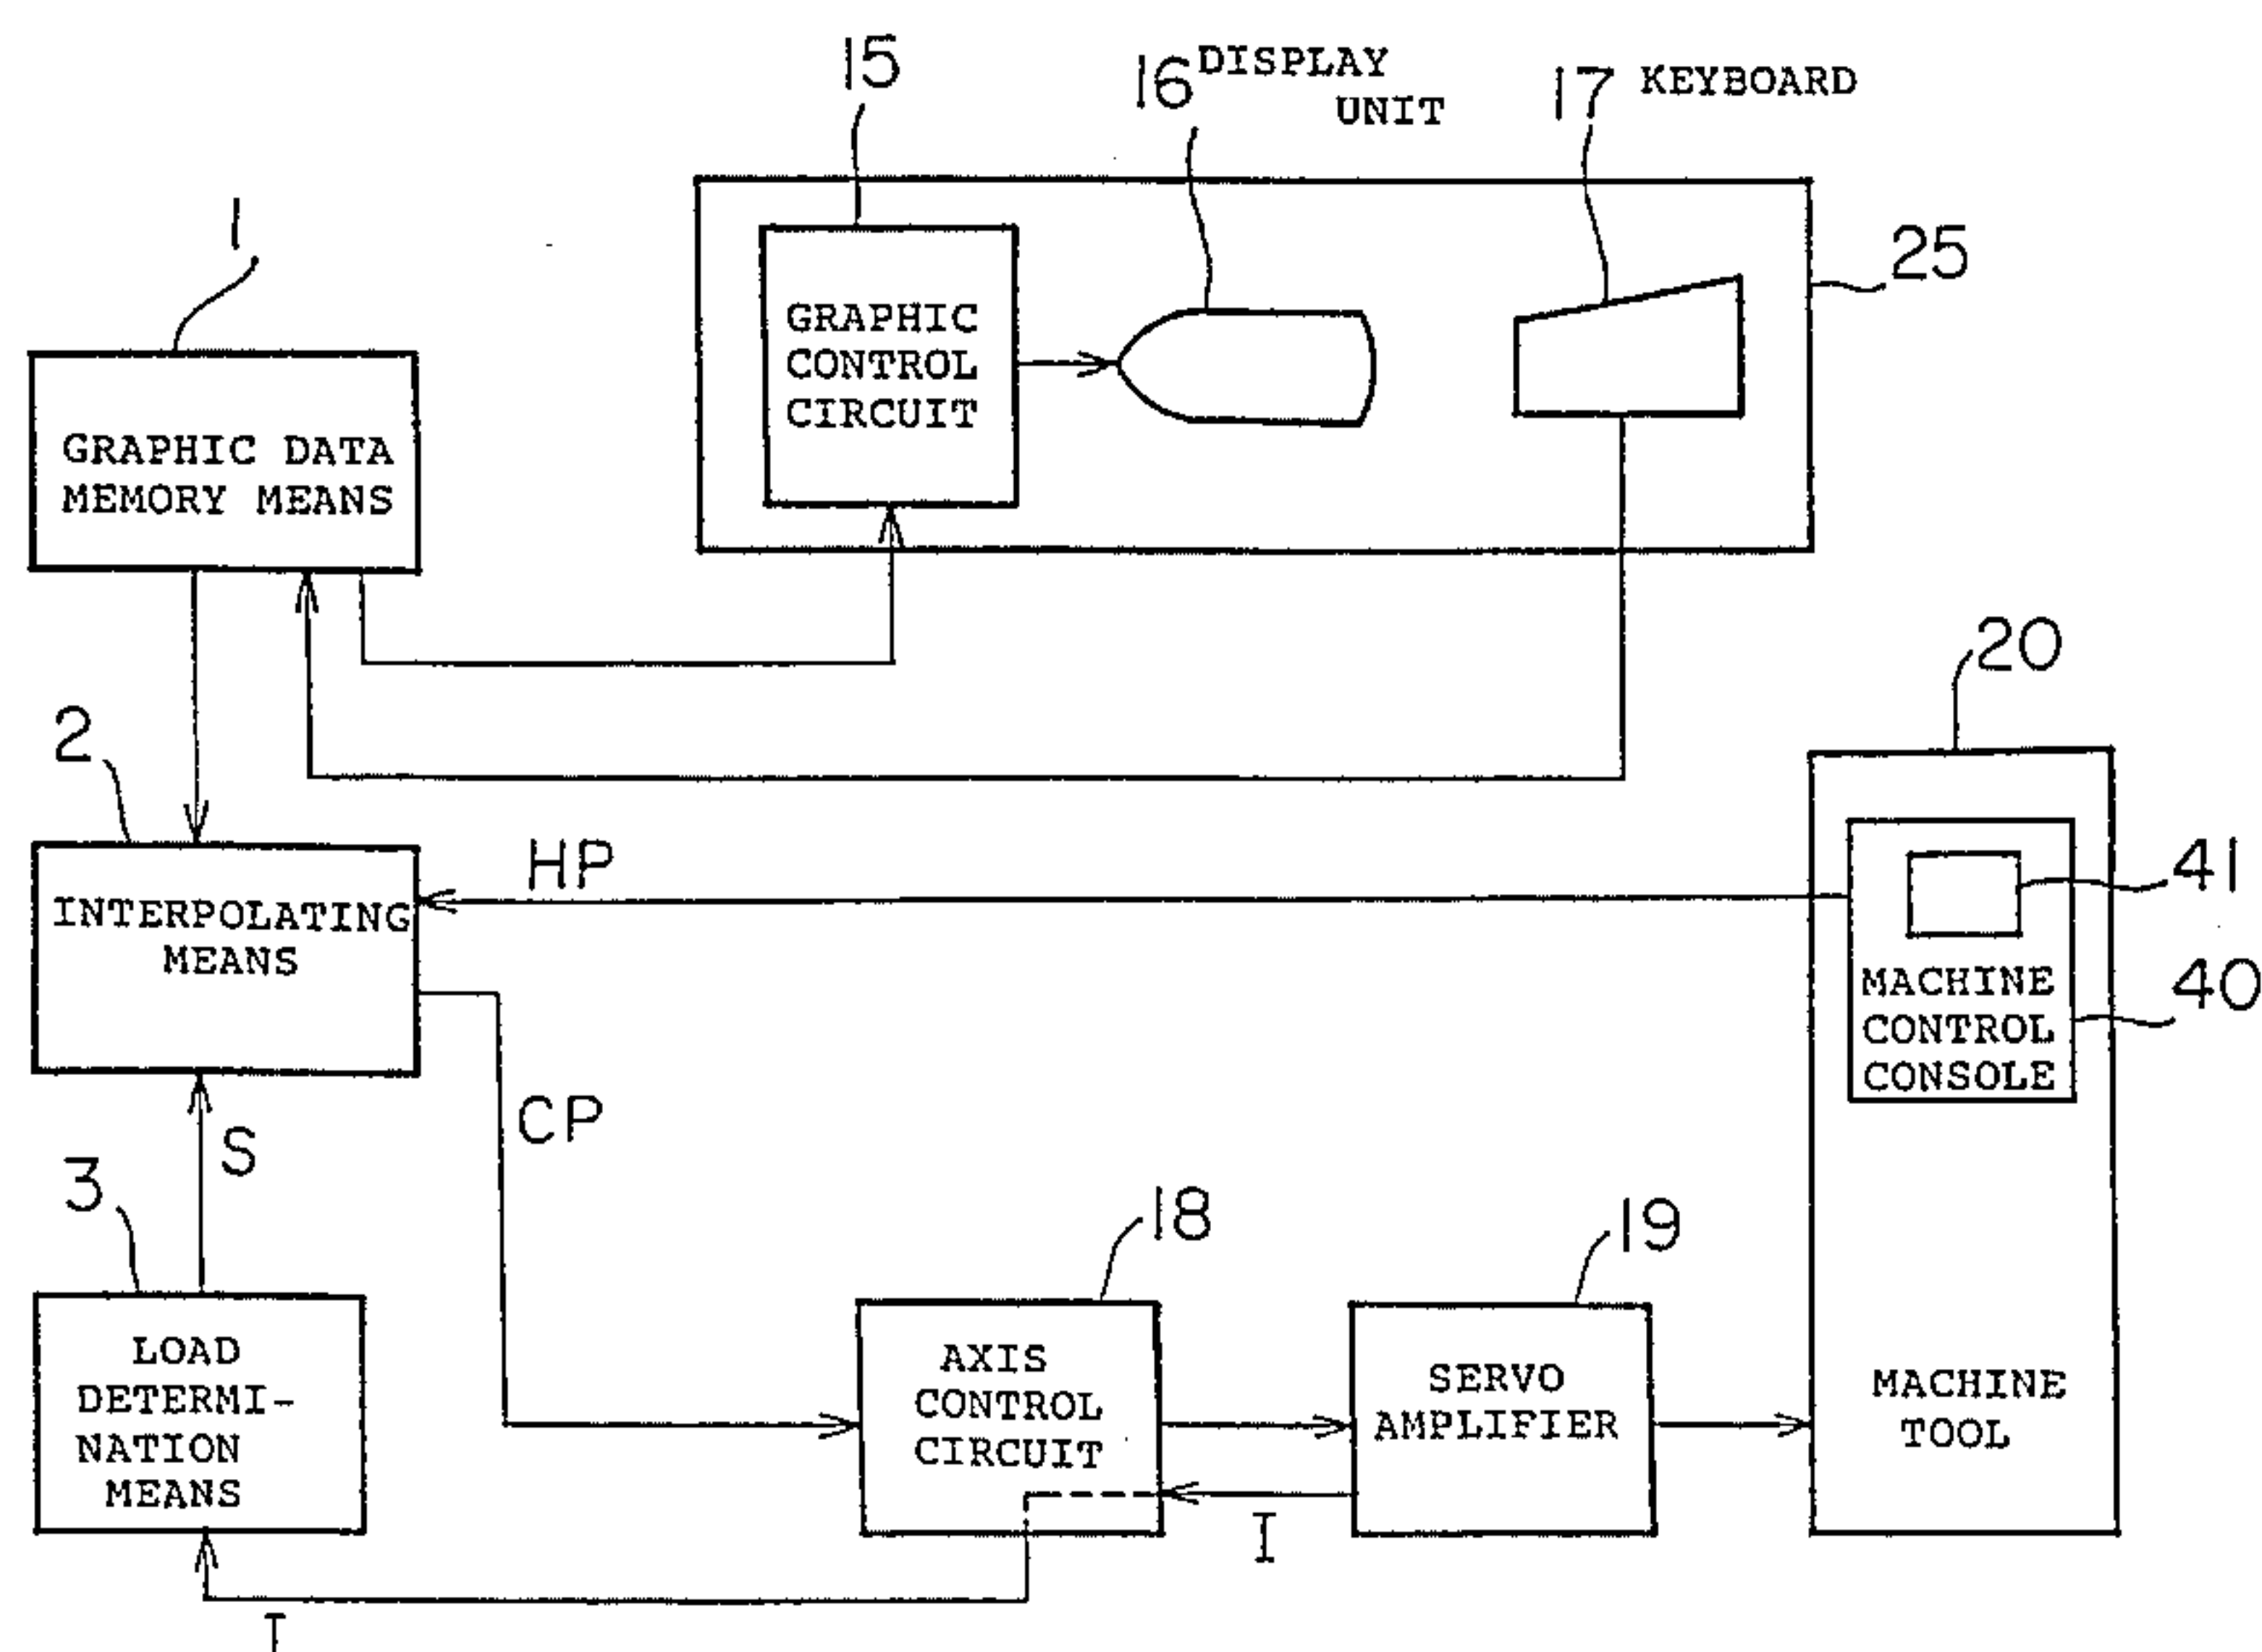 15
16
DISPLAY
UNIT
17 KEYBOARD
1
25
GRAPHIC
CONTROL
CIRCUIT
GRAPHIC DATA
MEMORY MEANS
20
2
HP
41
INTERPOLATING
MEANS
40
MACHINE
CONTROL
CONSOLE
CP
S
3
18
19
LOAD
DETERMI-
NATION
MEANS
AXIS
CONTROL
CIRCUIT
SERVO
AMPLIFIER
MACHINE
TOOL
I
I